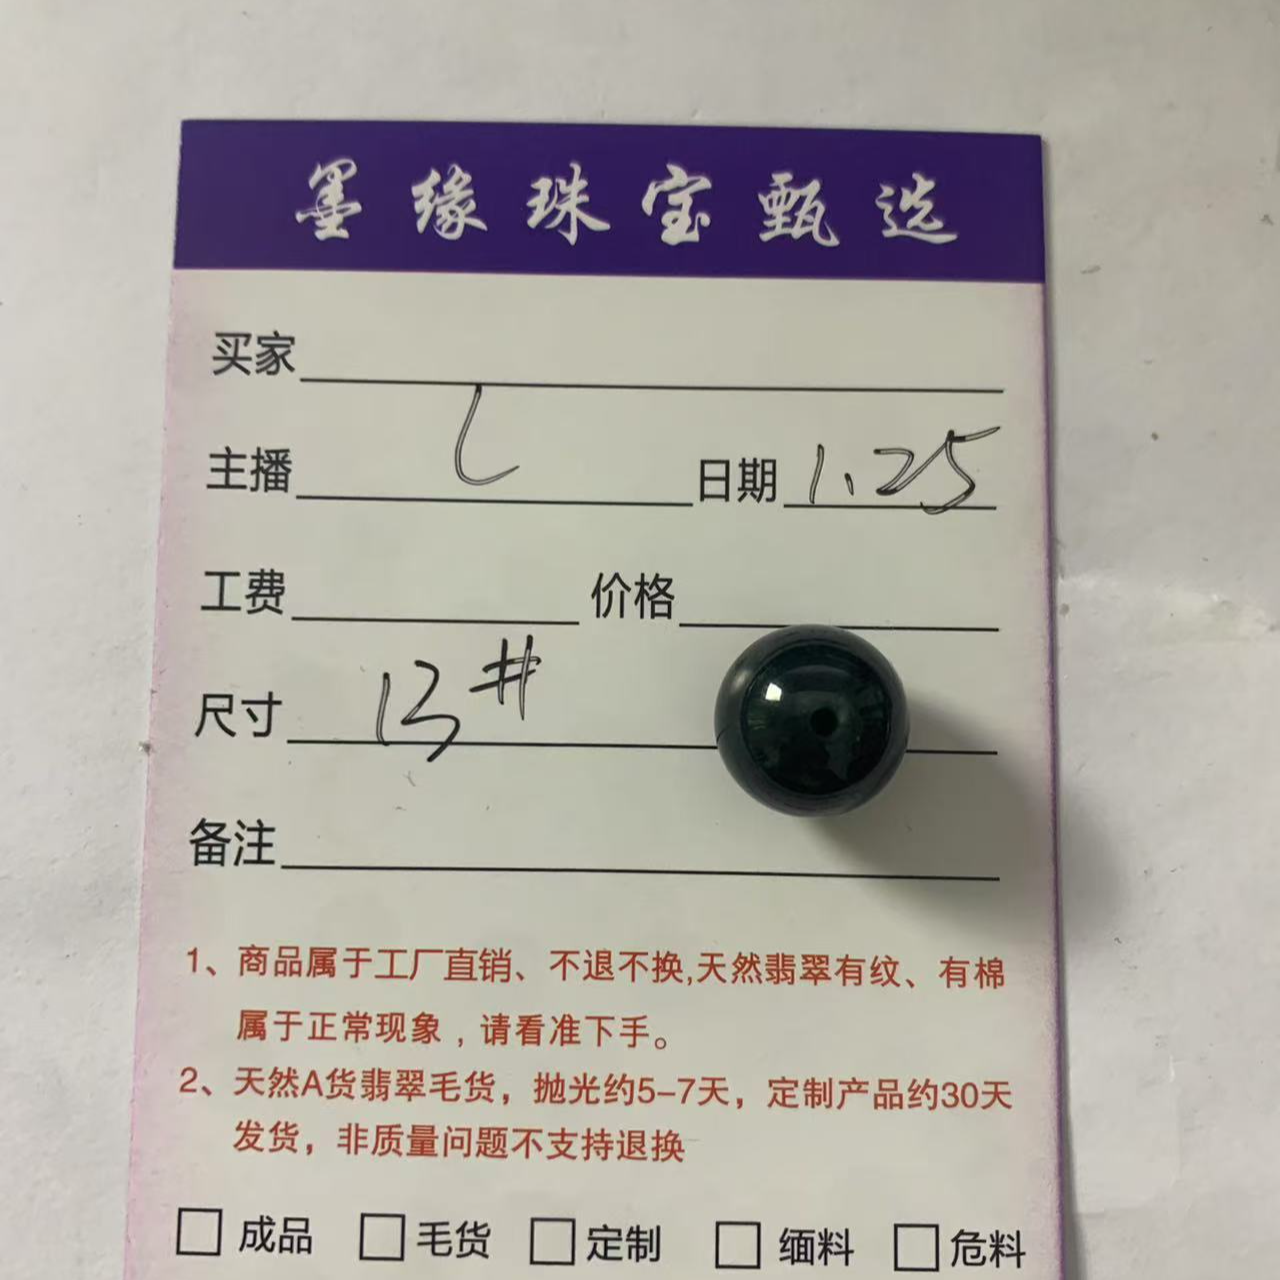 墨缘珠宝甄选
买家
主播 L 日期 1.25
工费 价格
尺寸 13#
备注
1、商品属于工厂直销、不退不换,天然翡翠有纹、有棉
属于正常现象，请看准下手。
2、天然A货翡翠毛货，抛光约5-7天，定制产品约30天
发货，非质量问题不支持退换
成品 毛货 定制 缅料 危料